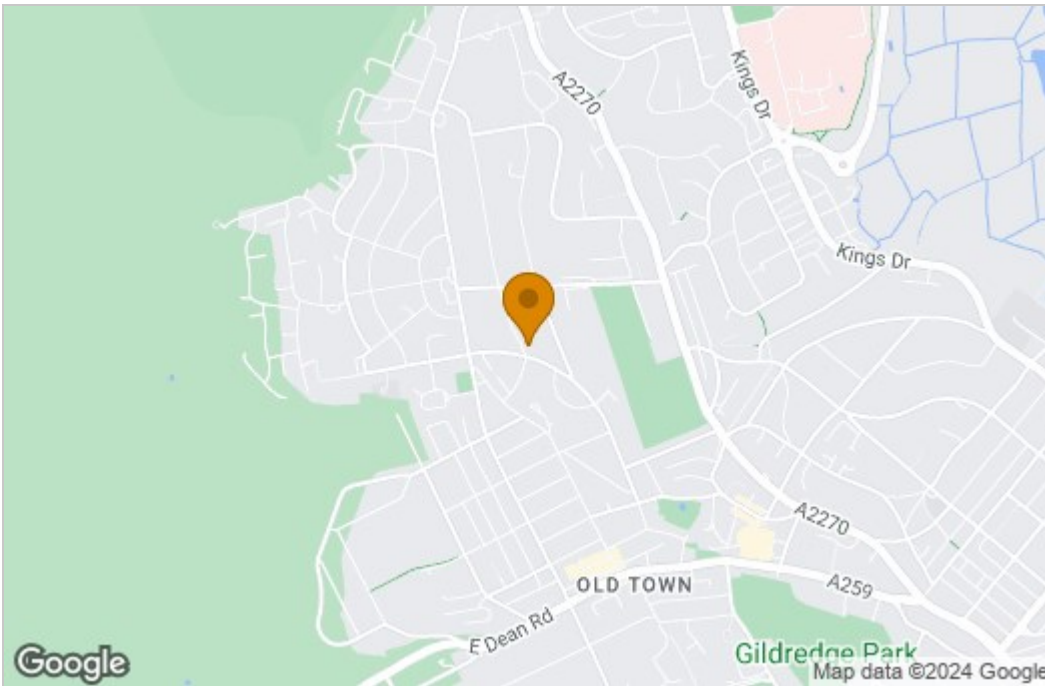 A2270
Kings Dr
Kings Dr
A2270
OLD TOWN
A259
E Dean Rd
Gildredge Park
Google
Map data ©2024 Google